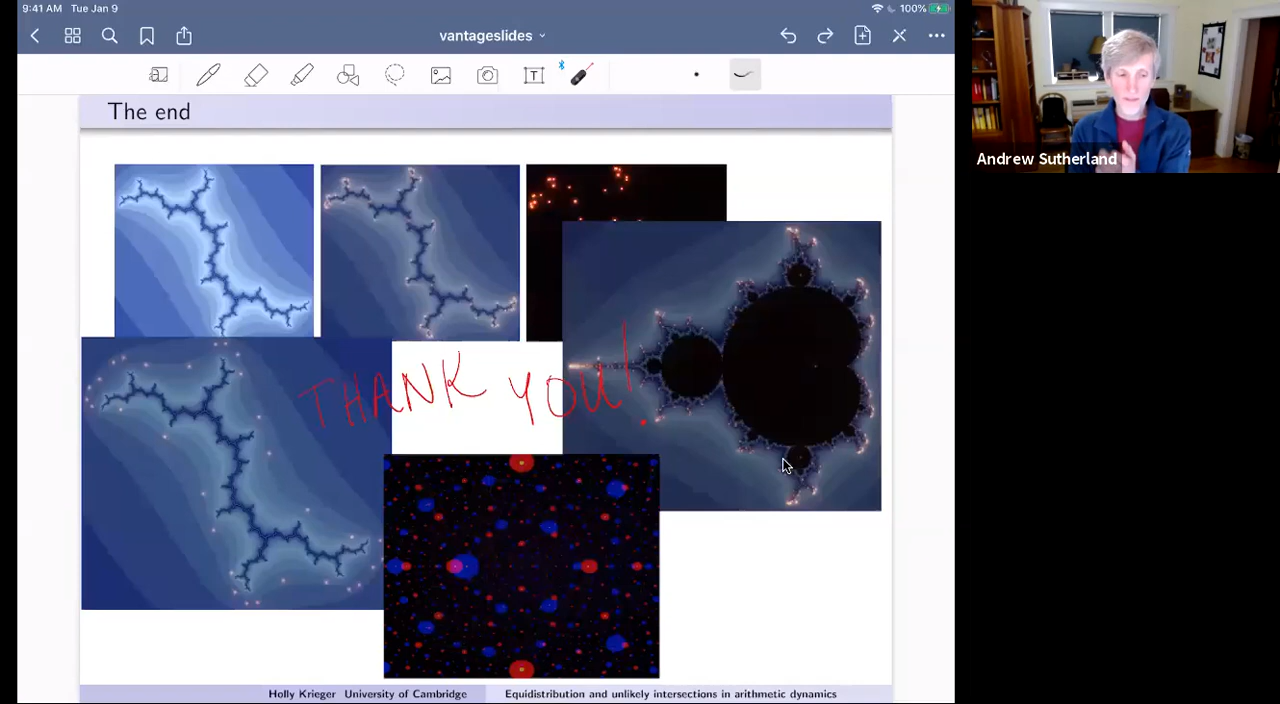 9:41 AM Tue Jan 9
100%
vantageslides
T
The end
THANK YOU!
Holly Krieger University of Cambridge
Equidistribution and unlikely intersections in arithmetic dynamics
Andrew Sutherland